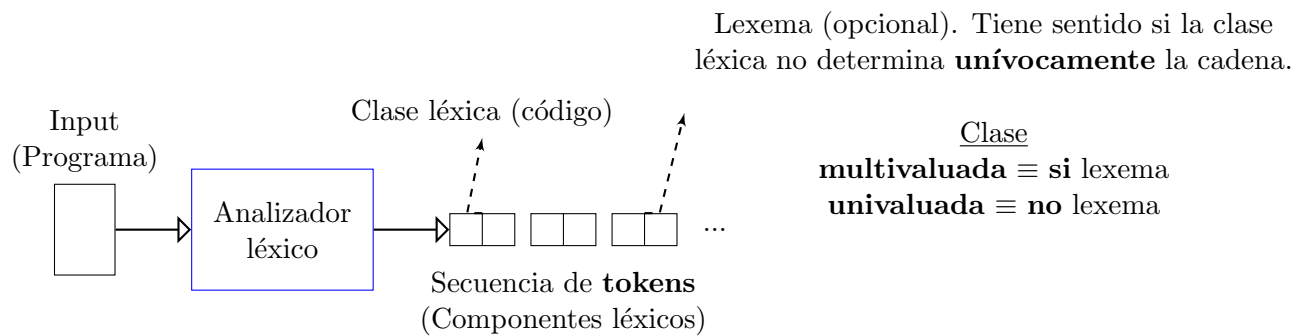 Lexema (opcional). Tiene sentido si la clase
léxica no determina unívocamente la cadena.
Clase léxica (código)
Input
(Programa)
Clase
multivaluada ≡ si lexema
univaluada ≡ no lexema
Analizador
léxico
...
Secuencia de tokens
(Componentes léxicos)